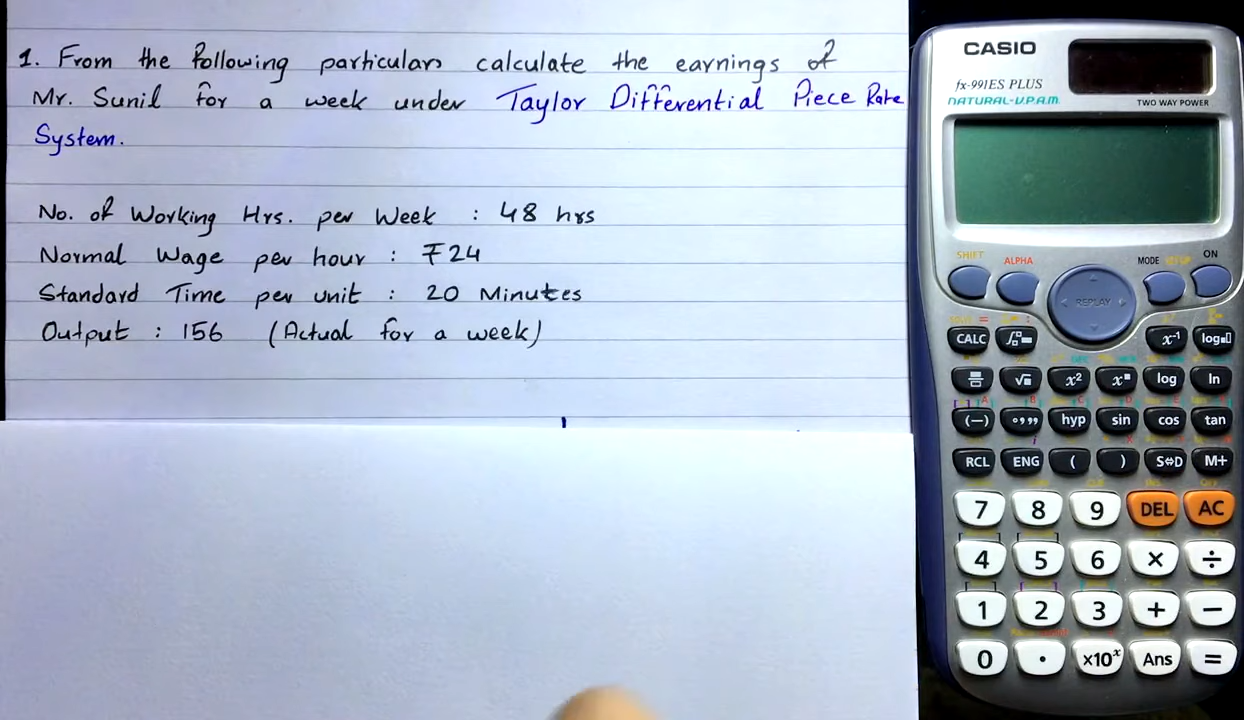 1. From the following particulars calculate the earnings of
Mr. Sunil for a week under Taylor Differential Piece Rate
System.
No. of Working Hrs. per Week : 48 hrs
Normal Wage per hour : ₹24
Standard Time per unit : 20 Minutes
Output : 156 (Actual for a week)
CASIO
fx-991ES PLUS
NATURAL-V.P.A.M.
TWO WAY POWER
SHIFT ALPHA MODE SETUP ON
REPLAY
CALC ∫ x⁻¹ log
√ x² x log ln
(−) °,,, hyp sin cos tan
RCL ENG ( ) S⇔D M+
7 8 9 DEL AC
4 5 6 × ÷
1 2 3 + −
0 . ×10ˣ Ans =